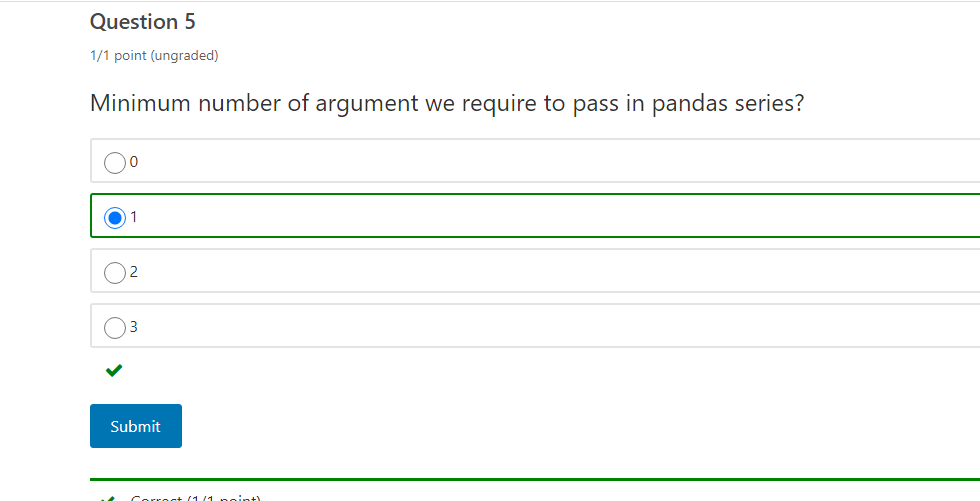 Question 5
1/1 point (ungraded)
Minimum number of argument we require to pass in pandas series?
0
1
2
3
Submit
Correct (1/1 point)